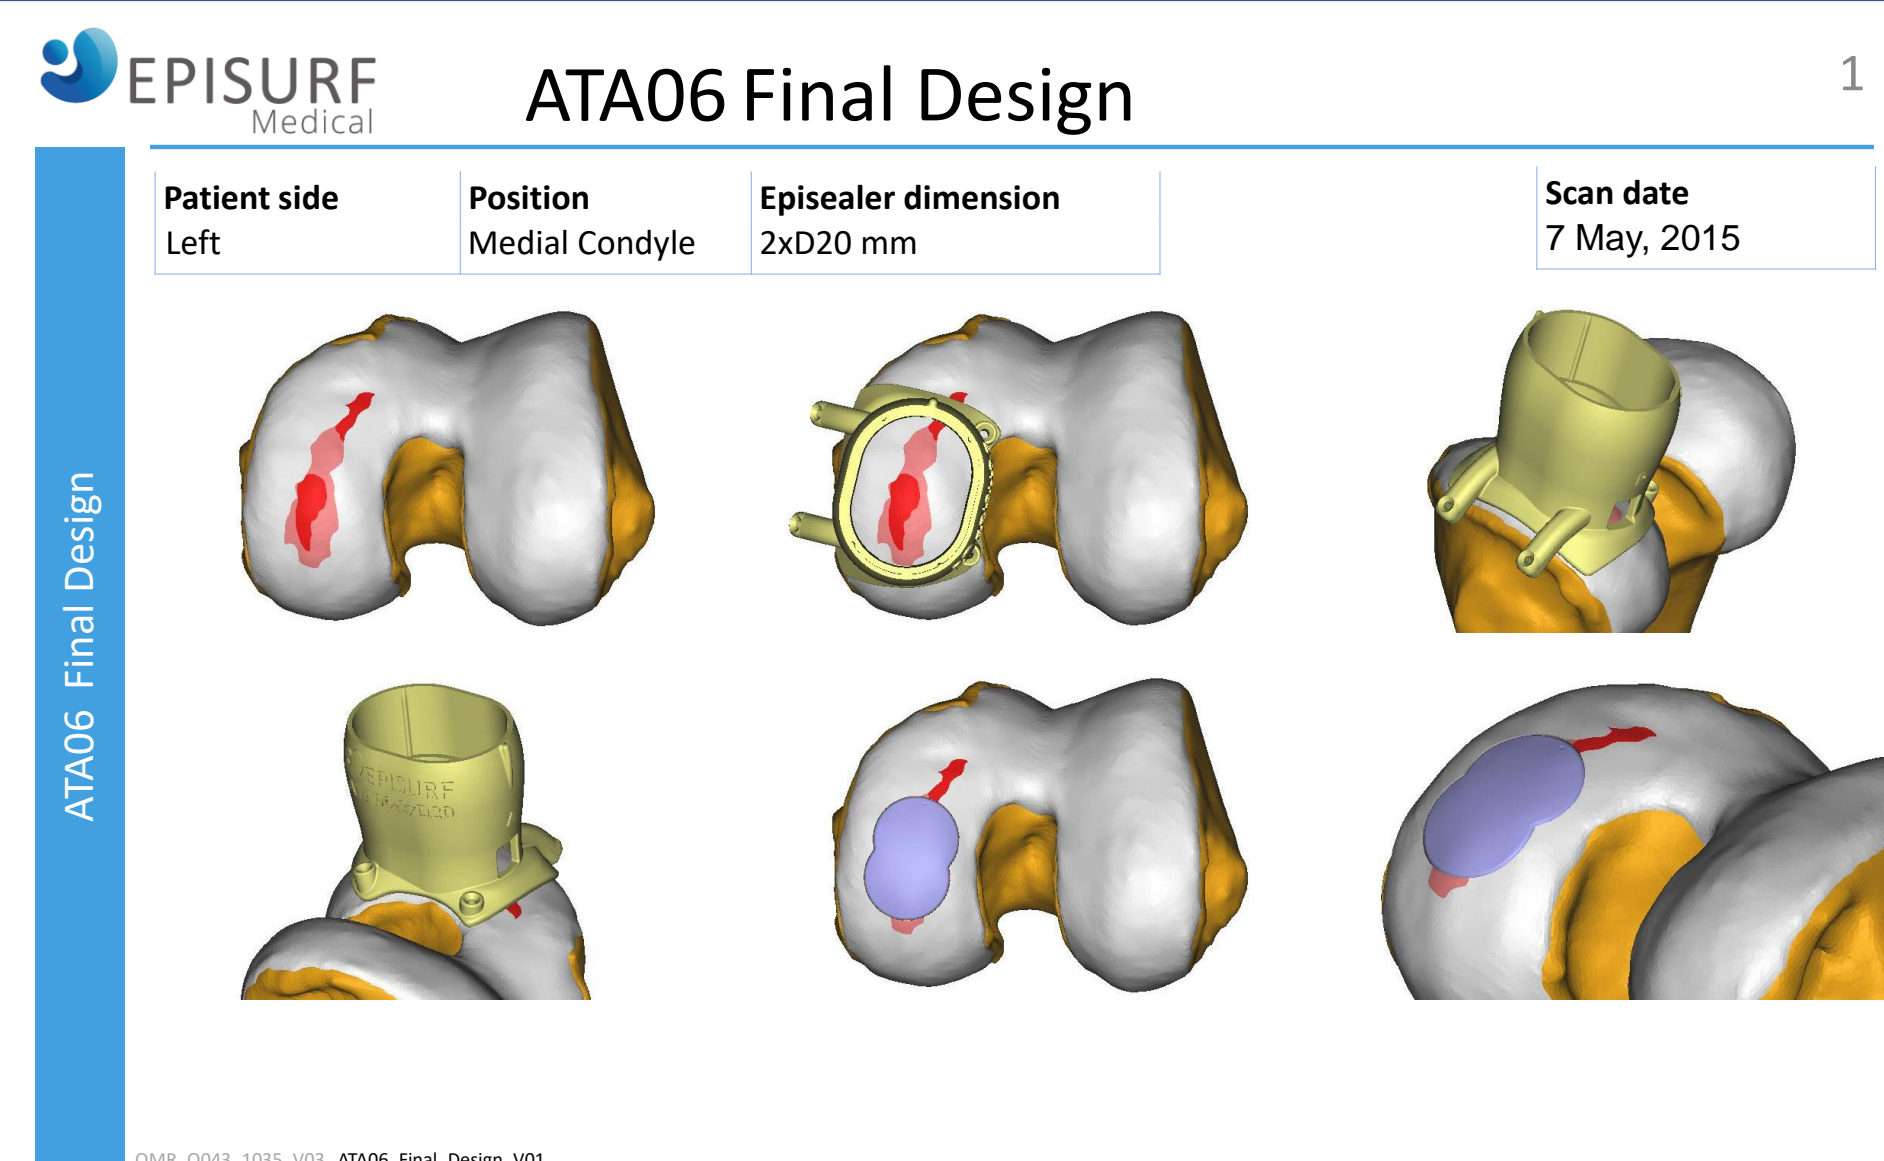 EPISURF
Medical
ATA06 Final Design
1
Patient side
Left
Position
Medial Condyle
Episealer dimension
2xD20 mm
Scan date
7 May, 2015
ATA06 Final Design
EPISURF
D20
ATA06 Final Design V01